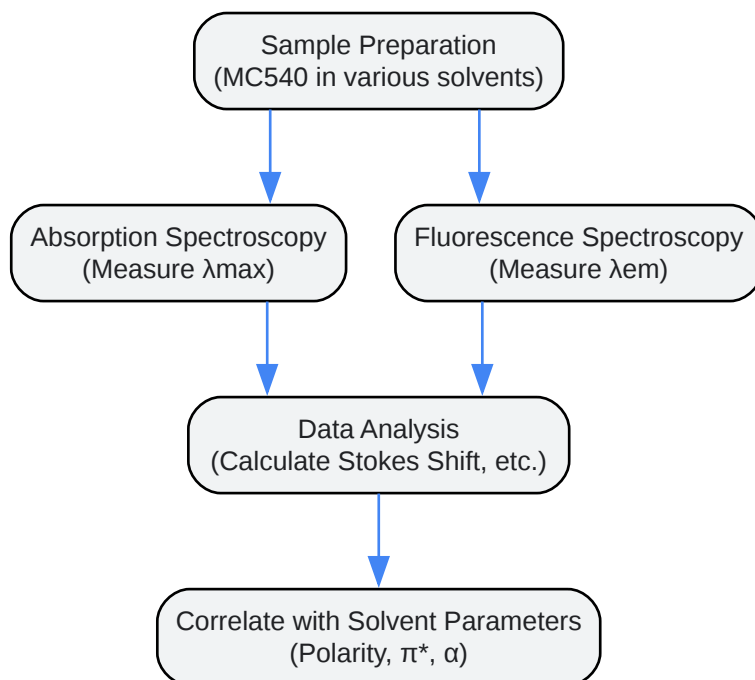 Sample Preparation
(MC540 in various solvents)
Absorption Spectroscopy
(Measure λmax)
Fluorescence Spectroscopy
(Measure λem)
Data Analysis
(Calculate Stokes Shift, etc.)
Correlate with Solvent Parameters
(Polarity, π*, α)